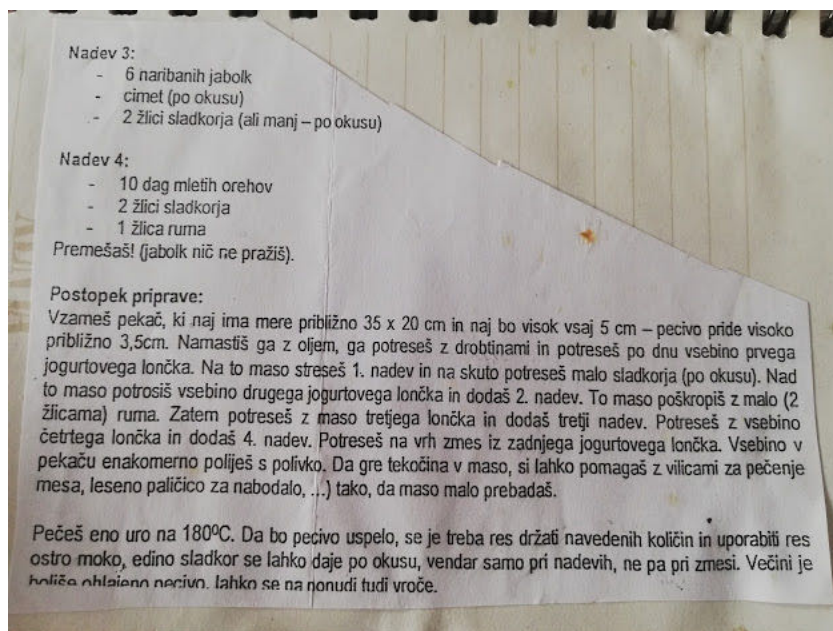 Nadev 3:
- 6 naribanih jabolk
- cimet (po okusu)
- 2 žlici sladkorja (ali manj – po okusu)
Nadev 4:
- 10 dag mletih orehov
- 2 žlici sladkorja
- 1 žlica ruma
Premešaš! (jabolk nič ne pražiš).
Postopek priprave:
Vzameš pekač, ki naj ima mere približno 35 x 20 cm in naj bo visok vsaj 5 cm – pecivo pride visoko
približno 3,5cm. Namastiš ga z oljem, ga potreseš z drobtinami in potreseš po dnu vsebino prvega
jogurtovega lončka. Na to maso streseš 1. nadev in na skuto potreseš malo sladkorja (po okusu). Nad
to maso potrosiš vsebino drugega jogurtovega lončka in dodaš 2. nadev. To maso poškropiš z malo (2
žlicama) ruma. Zatem potreseš z maso tretjega lončka in dodaš tretji nadev. Potreseš z vsebino
četrtega lončka in dodaš 4. nadev. Potreseš na vrh zmes iz zadnjega jogurtovega lončka. Vsebino v
pekaču enakomerno poliješ s polivko. Da gre tekočina v maso, si lahko pomagaš z vilicami za pečenje
mesa, leseno paličico za nabodalo, ...) tako, da maso malo prebadaš.
Pečeš eno uro na 180ºC. Da bo pecivo uspelo, se je treba res držati navedenih količin in uporabiti res
ostro moko, edino sladkor se lahko daje po okusu, vendar samo pri nadevih, ne pa pri zmesi. Večini je
boljše ohlajeno pecivo, lahko se na ponudi tudi vroče.